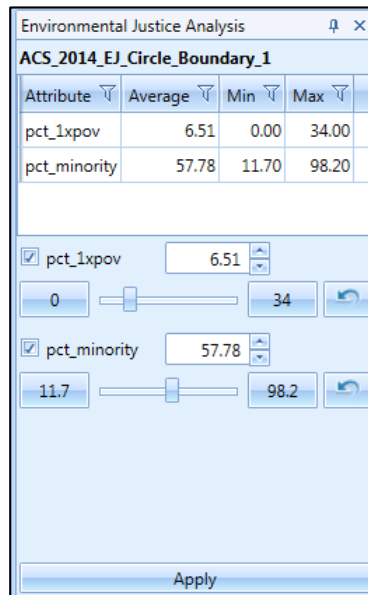 Environmental Justice Analysis
ACS_2014_EJ_Circle_Boundary_1
Attribute Average Min Max
pct_1xpov 6.51 0.00 34.00
pct_minority 57.78 11.70 98.20
pct_1xpov 6.51
0 34
pct_minority 57.78
11.7 98.2
Apply